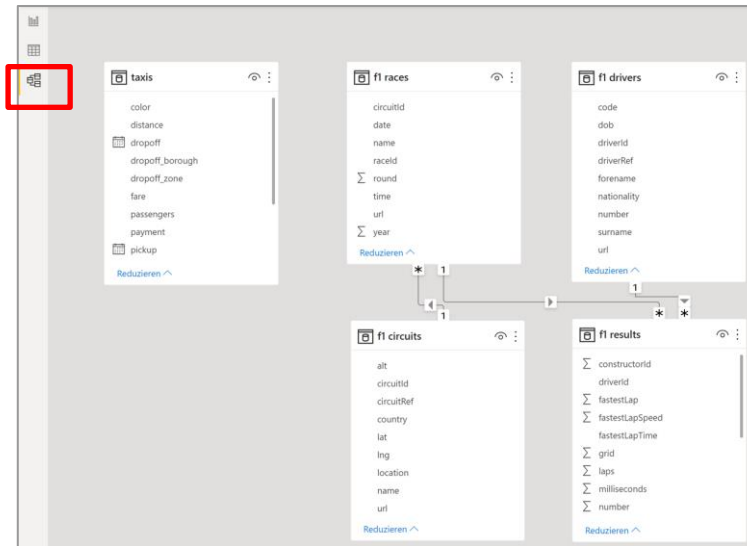 taxis
color
distance
dropoff
dropoff_borough
dropoff_zone
fare
passengers
payment
pickup
Reduzieren
f1 races
circuitId
date
name
raceId
round
time
url
year
Reduzieren
* 1
f1 drivers
code
dob
driverId
driverRef
forename
nationality
number
surname
url
Reduzieren
1
1
* *
f1 circuits
alt
circuitId
circuitRef
country
lat
lng
location
name
url
Reduzieren
f1 results
constructorId
driverId
fastestLap
fastestLapSpeed
fastestLapTime
grid
laps
milliseconds
number
Reduzieren